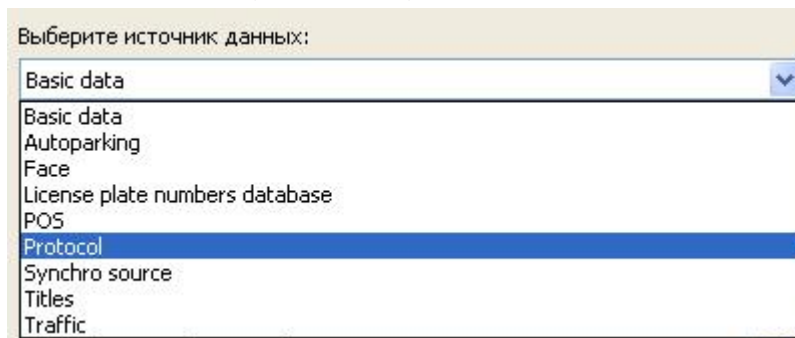 Выберите источник данных:
Basic data
Basic data
Autoparking
Face
License plate numbers database
POS
Protocol
Synchro source
Titles
Traffic